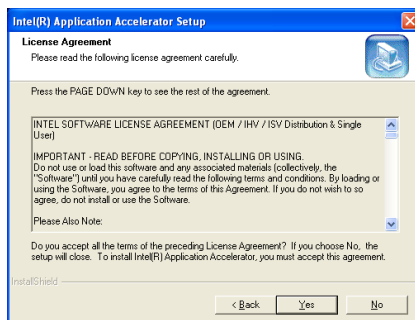 Intel(R) Application Accelerator Setup
License Agreement
Please read the following license agreement carefully.
Press the PAGE DOWN key to see the rest of the agreement.
INTEL SOFTWARE LICENSE AGREEMENT (OEM / IHV / ISV Distribution & Single
User)
IMPORTANT - READ BEFORE COPYING, INSTALLING OR USING.
Do not use or load this software and any associated materials (collectively, the
"Software") until you have carefully read the following terms and conditions. By loading or
using the Software, you agree to the terms of this Agreement. If you do not wish to so
agree, do not install or use the Software.
Please Also Note:
Do you accept all the terms of the preceding License Agreement? If you choose No, the
setup will close. To install Intel(R) Application Accelerator, you must accept this agreement.
InstallShield
< Back
Yes
No